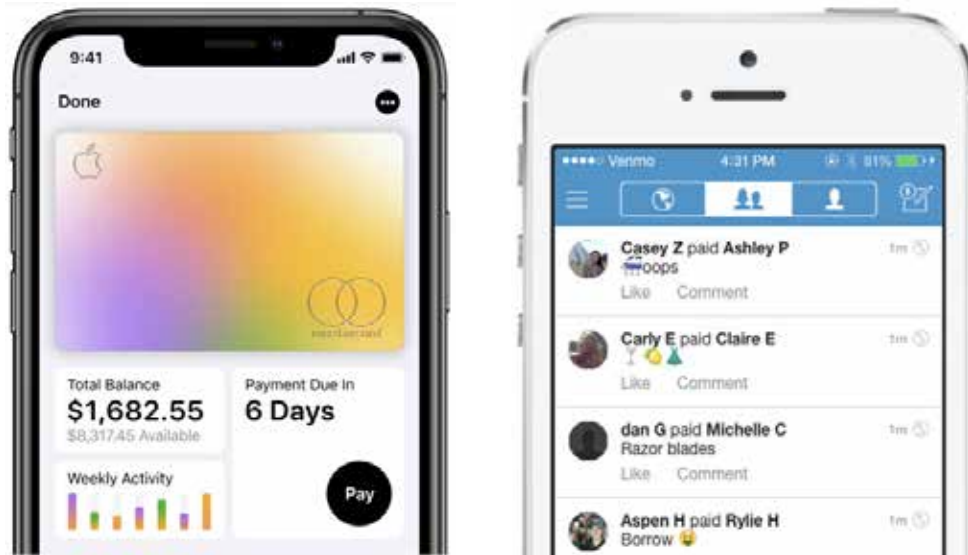 9:41
Done
mastercard
Total Balance
$1,682.55
$8,317.45 Available
Payment Due In
6 Days
Weekly Activity
Pay
Venmo 4:31 PM 81%
Casey Z paid Ashley P
oops
Like Comment
1m
Carly E paid Claire E
Like Comment
1m
dan G paid Michelle C
Razor blades
Like Comment
1m
Aspen H paid Rylie H
Borrow
1m